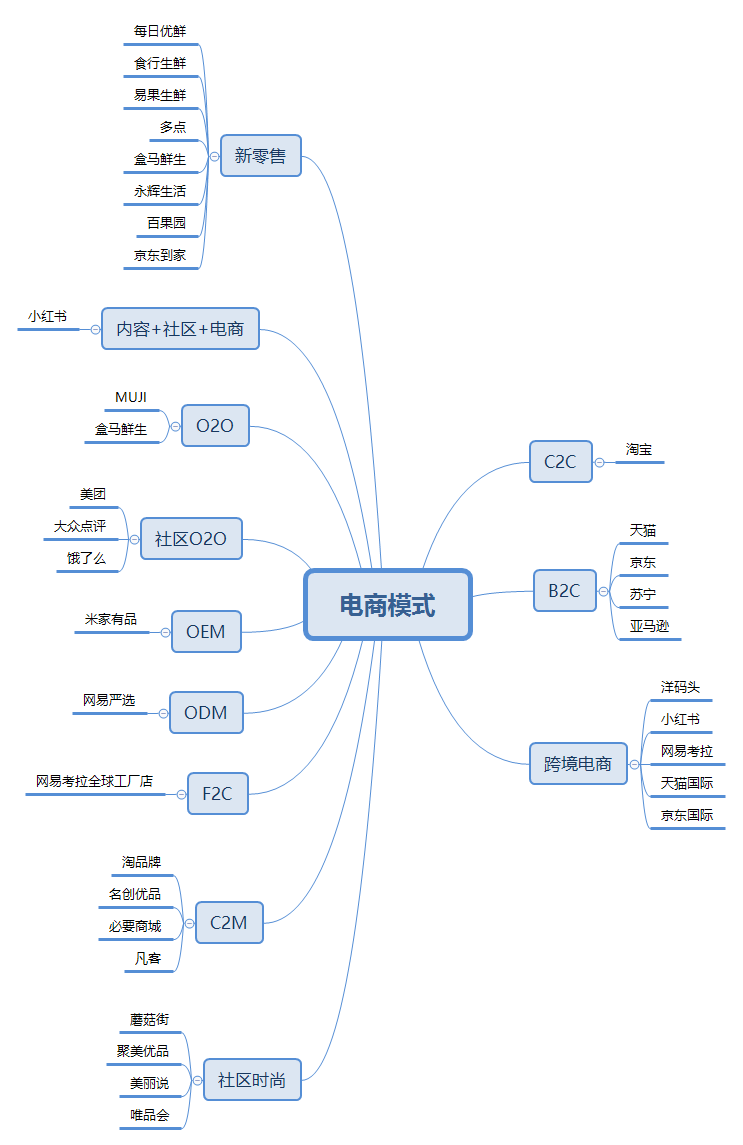 电商模式
C2C
淘宝
B2C
天猫
京东
苏宁
亚马逊
跨境电商
洋码头
小红书
网易考拉
天猫国际
京东国际
新零售
每日优鲜
食行生鲜
易果生鲜
多点
盒马鲜生
永辉生活
百果园
京东到家
内容+社区+电商
小红书
O2O
MUJI
盒马鲜生
社区O2O
美团
大众点评
饿了么
OEM
米家有品
ODM
网易严选
F2C
网易考拉全球工厂店
C2M
淘品牌
名创优品
必要商城
凡客
社区时尚
蘑菇街
聚美优品
美丽说
唯品会